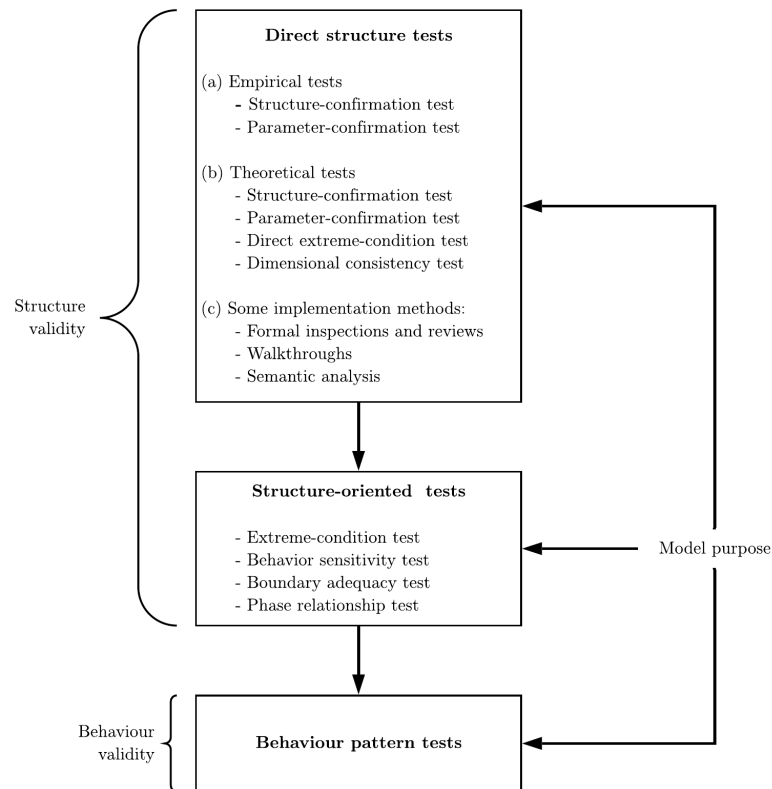 Direct structure tests
(a) Empirical tests
- Structure-confirmation test
- Parameter-confirmation test
(b) Theoretical tests
- Structure-confirmation test
- Parameter-confirmation test
- Direct extreme-condition test
- Dimensional consistency test
(c) Some implementation methods:
- Formal inspections and reviews
- Walkthroughs
- Semantic analysis
Structure
validity
Structure-oriented tests
- Extreme-condition test
- Behavior sensitivity test
- Boundary adequacy test
- Phase relationship test
Model purpose
Behaviour
validity
Behaviour pattern tests